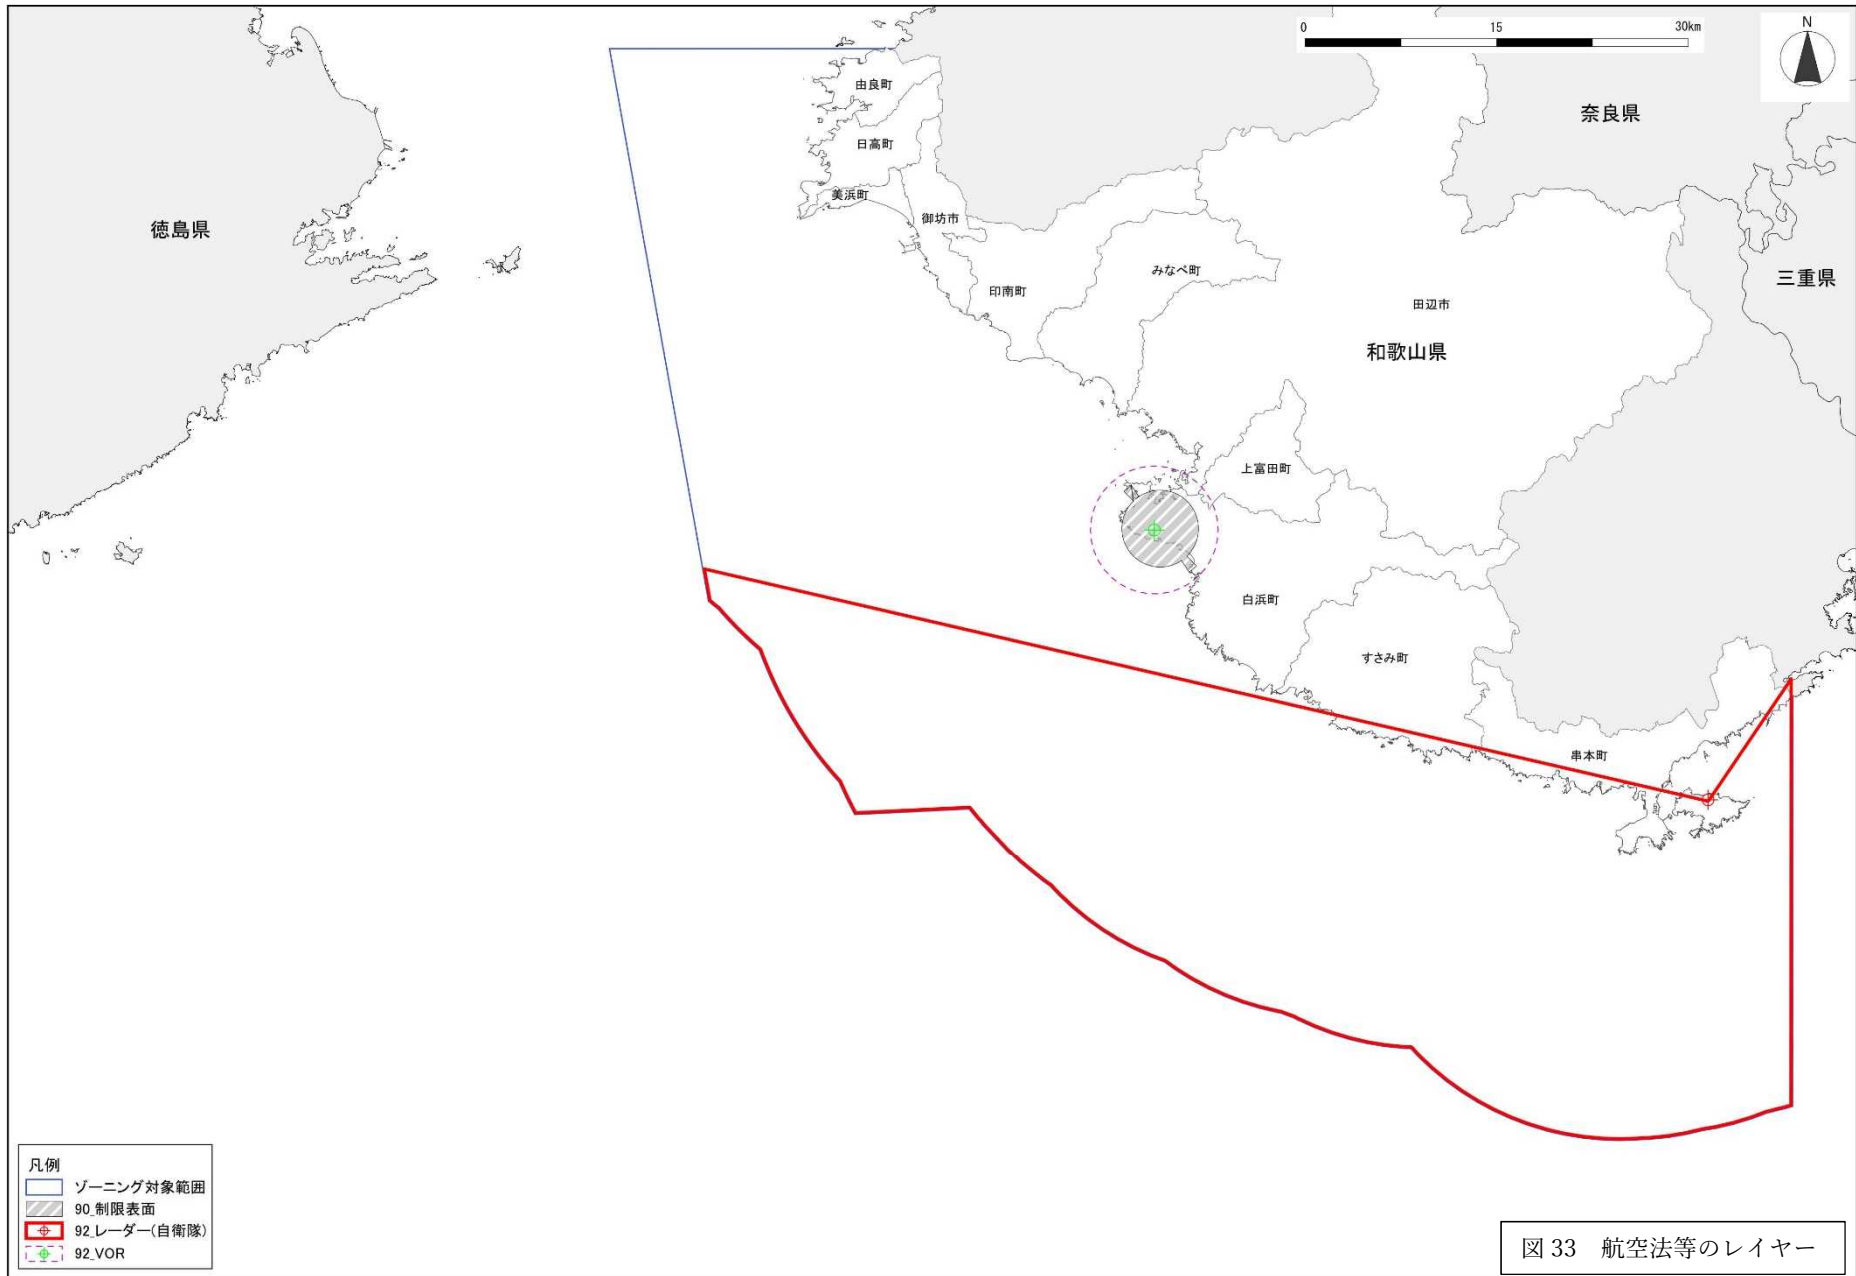 0 15 30km
N
由良町
奈良県
日高町
美浜町
徳島県
御坊市
みなべ町
三重県
印南町
田辺市
和歌山県
上富田町
白浜町
すさみ町
串本町
凡例
ゾーニング対象範囲
90_制限表面
92_レーダー(自衛隊)
92_VOR
図 33 航空法等のレイヤー